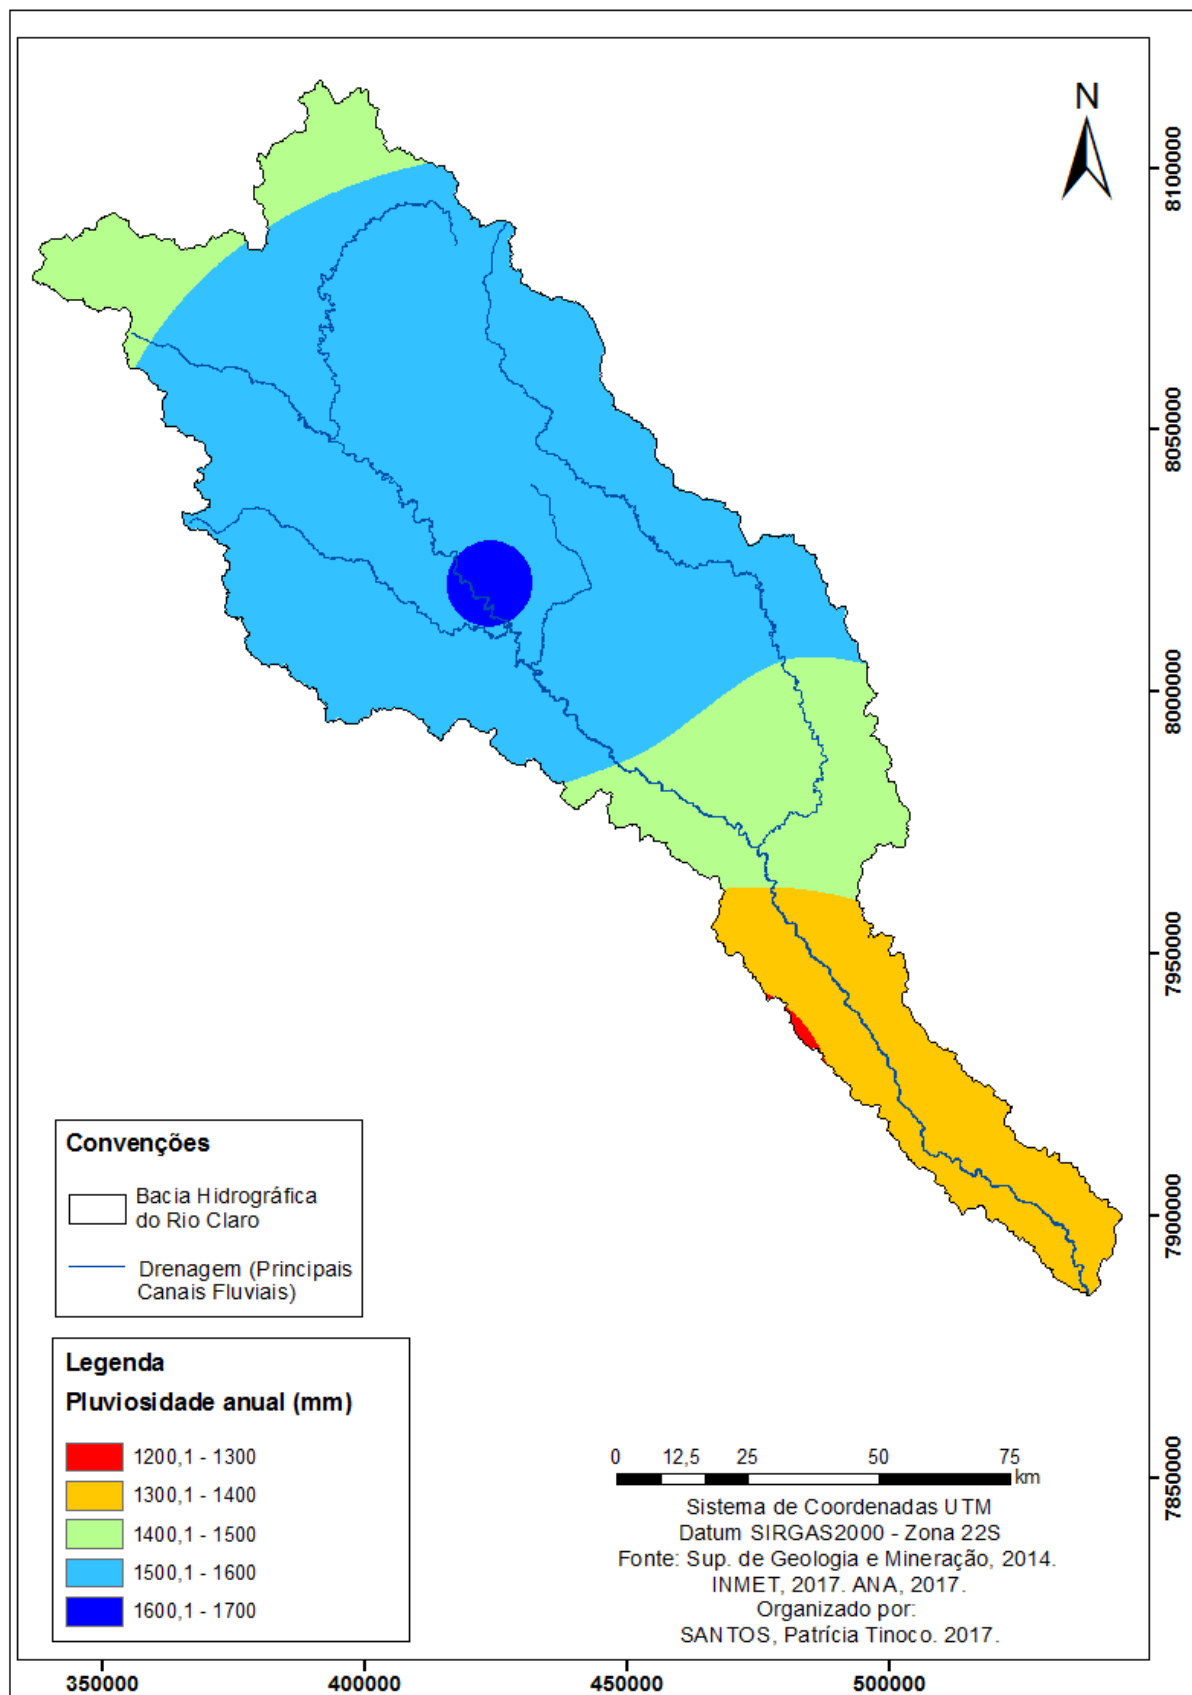 N
8100000
8050000
8000000
7950000
7900000
7850000
Convenções
Bacia Hidrográfica
do Rio Claro
Drenagem (Principais
Canais Fluviais)
Legenda
Pluviosidade anual (mm)
1200,1 - 1300
1300,1 - 1400
1400,1 - 1500
1500,1 - 1600
1600,1 - 1700
0 12,5 25 50 75
km
Sistema de Coordenadas UTM
Datum SIRGAS2000 - Zona 22S
Fonte: Sup. de Geologia e Mineração, 2014.
INMET, 2017. ANA, 2017.
Organizado por:
SANTOS, Patrícia Tinoco. 2017.
350000 400000 450000 500000